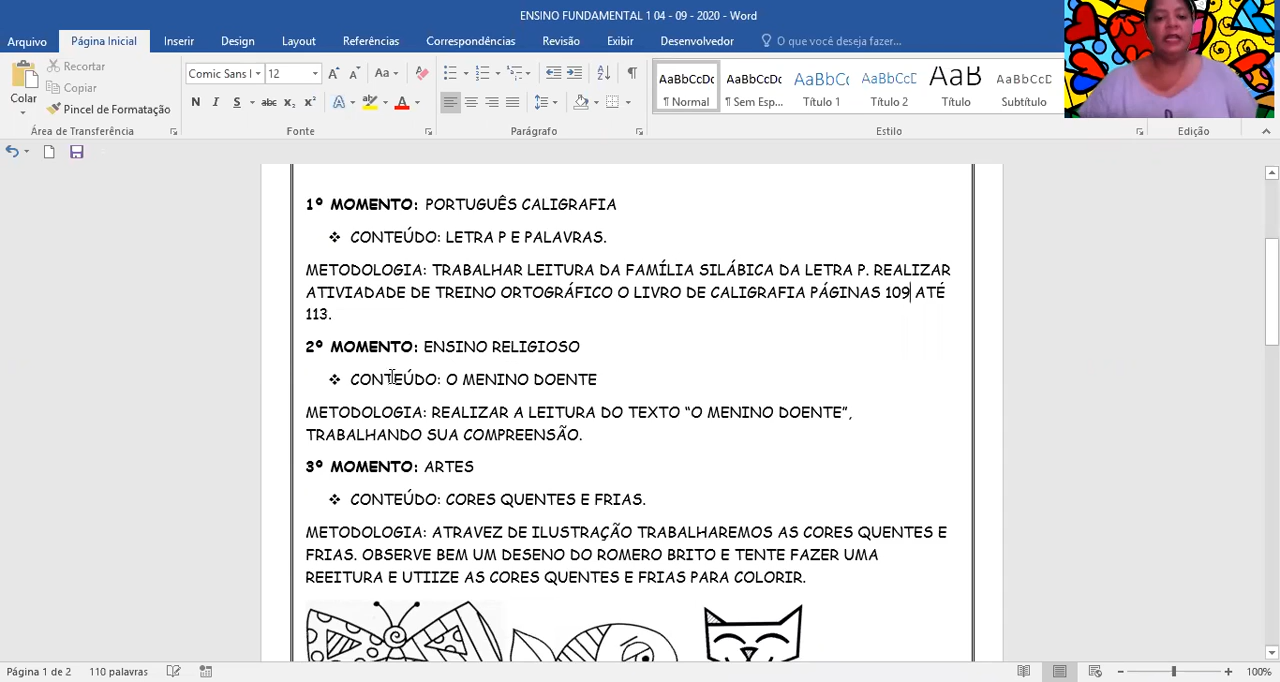 ENSINO FUNDAMENTAL 1 04 - 09 - 2020 - Word
Arquivo Página Inicial Inserir Design Layout Referências Correspondências Revisão Exibir Desenvolvedor O que você deseja fazer...
Recortar
Copiar
Pincel de Formatação
Colar
Comic Sans 12
AaBbCcDc AaBbCcDc AaBbC AaBbCcD AaB AaBbCcD
¶ Normal ¶ Sem Esp... Título 1 Título 2 Título Subtítulo
Área de Transferência Fonte Parágrafo Estilo Edição
1º MOMENTO: PORTUGUÊS CALIGRAFIA
❖ CONTEÚDO: LETRA P E PALAVRAS.
METODOLOGIA: TRABALHAR LEITURA DA FAMÍLIA SILÁBICA DA LETRA P. REALIZAR
ATIVIADADE DE TREINO ORTOGRÁFICO O LIVRO DE CALIGRAFIA PÁGINAS 109 ATÉ
113.
2º MOMENTO: ENSINO RELIGIOSO
❖ CONTEÚDO: O MENINO DOENTE
METODOLOGIA: REALIZAR A LEITURA DO TEXTO “O MENINO DOENTE”,
TRABALHANDO SUA COMPREENSÃO.
3º MOMENTO: ARTES
❖ CONTEÚDO: CORES QUENTES E FRIAS.
METODOLOGIA: ATRAVEZ DE ILUSTRAÇÃO TRABALHAREMOS AS CORES QUENTES E
FRIAS. OBSERVE BEM UM DESENO DO ROMERO BRITO E TENTE FAZER UMA
REEITURA E UTIIZE AS CORES QUENTES E FRIAS PARA COLORIR.
Página 1 de 2 110 palavras 100%